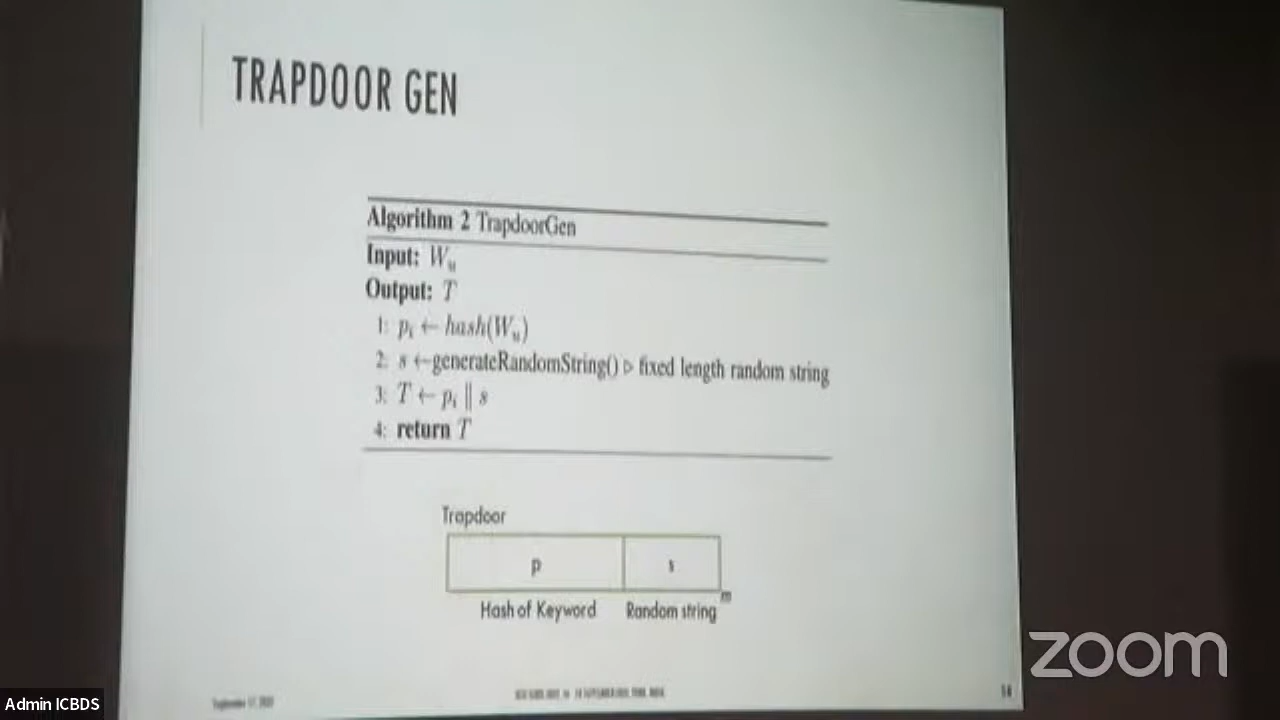 TRAPDOOR GEN
Algorithm 2 TrapdoorGen
Input: W_u
Output: T
1: p_i ← hash(W_u)
2: s ←generateRandomString() ▷ fixed length random string
3: T ← p_i ∥ s
4: return T
Trapdoor
p s
m
Hash of Keyword Random string
zoom
Admin ICBDS